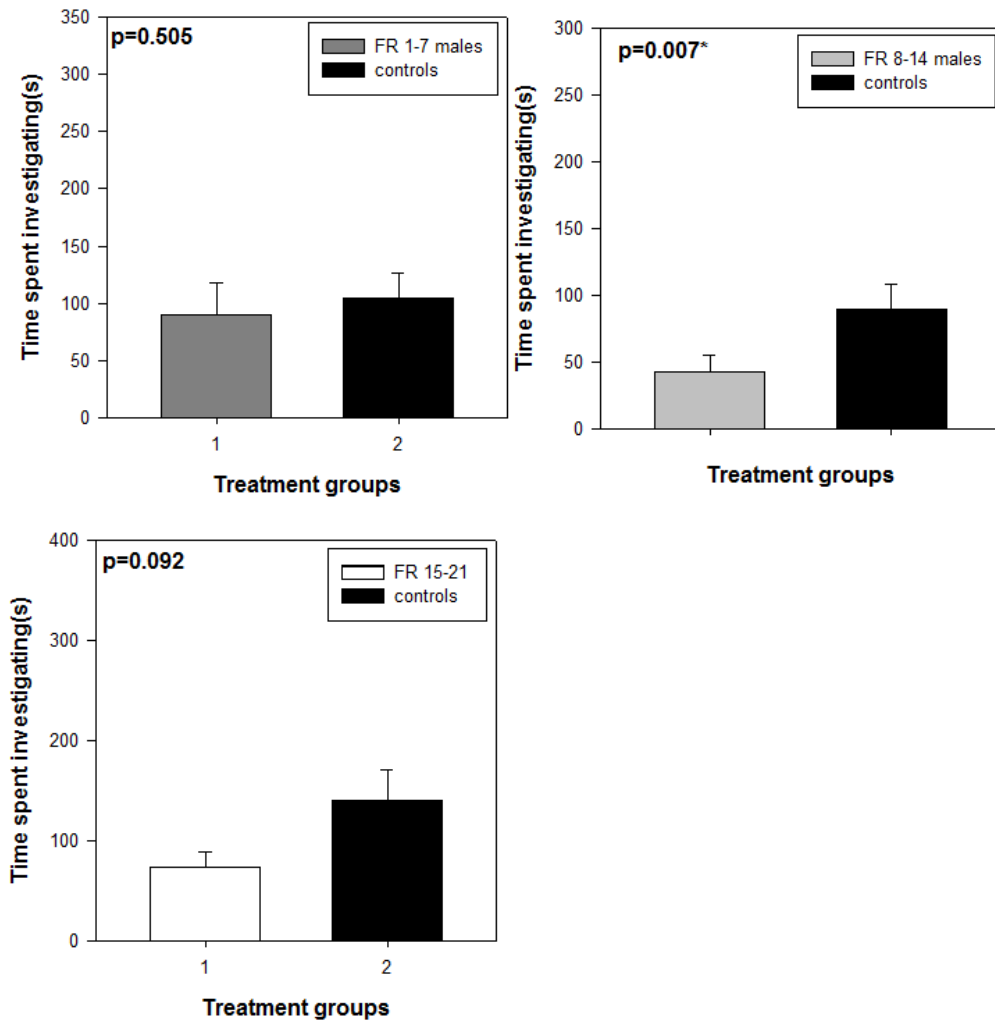 p=0.505
FR 1-7 males
controls
350
300
250
200
150
100
50
0
Time spent investigating(s)
1 2
Treatment groups
p=0.007*
FR 8-14 males
controls
300
250
200
150
100
50
0
Time spent investigating(s)
Treatment groups
p=0.092
FR 15-21
controls
400
300
200
100
0
Time spent investigating(s)
1 2
Treatment groups